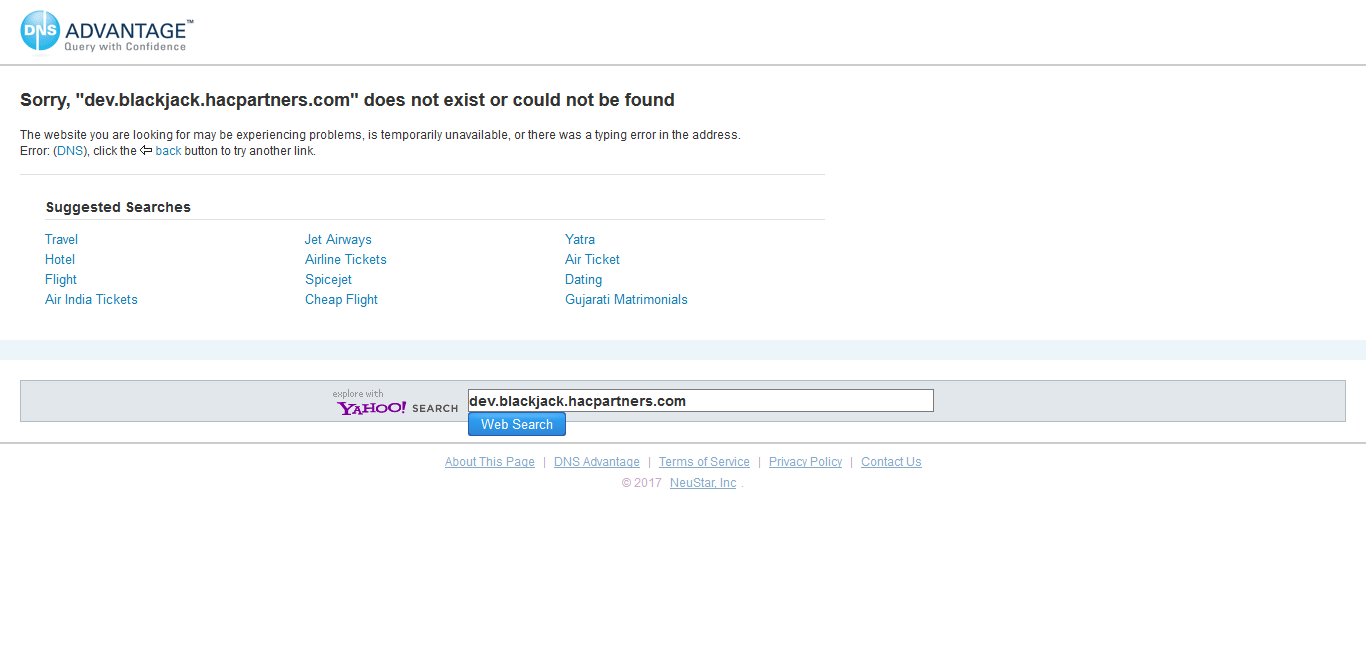 DNS ADVANTAGE™
Query with Confidence
Sorry, "dev.blackjack.hacpartners.com" does not exist or could not be found
The website you are looking for may be experiencing problems, is temporarily unavailable, or there was a typing error in the address.
Error: (DNS), click the ⇦ back button to try another link.
Suggested Searches
Travel Jet Airways Yatra
Hotel Airline Tickets Air Ticket
Flight Spicejet Dating
Air India Tickets Cheap Flight Gujarati Matrimonials
explore with
YAHOO! SEARCH dev.blackjack.hacpartners.com
Web Search
About This Page | DNS Advantage | Terms of Service | Privacy Policy | Contact Us
© 2017 NeuStar, Inc .